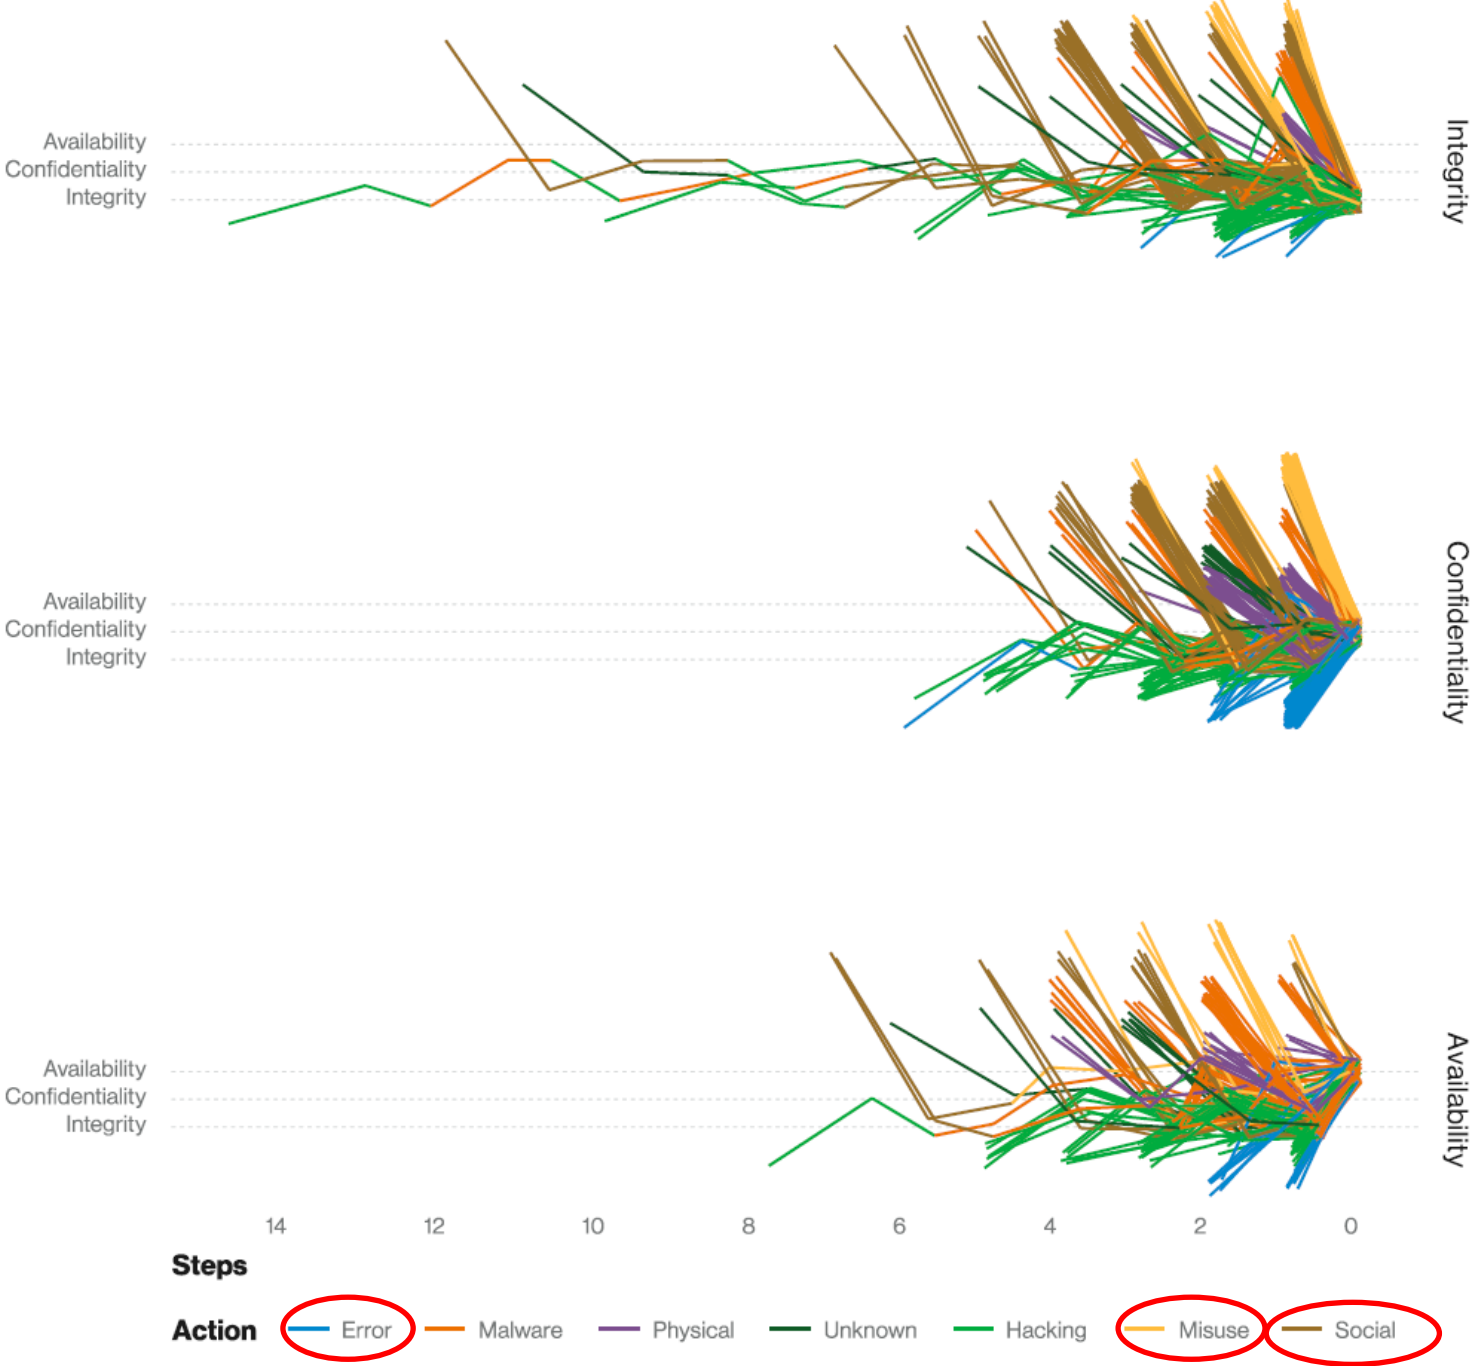 Availability
Confidentiality
Integrity
Integrity
Availability
Confidentiality
Integrity
Confidentiality
Availability
Confidentiality
Integrity
Availability
14 12 10 8 6 4 2 0
Steps
Action Error Malware Physical Unknown Hacking Misuse Social